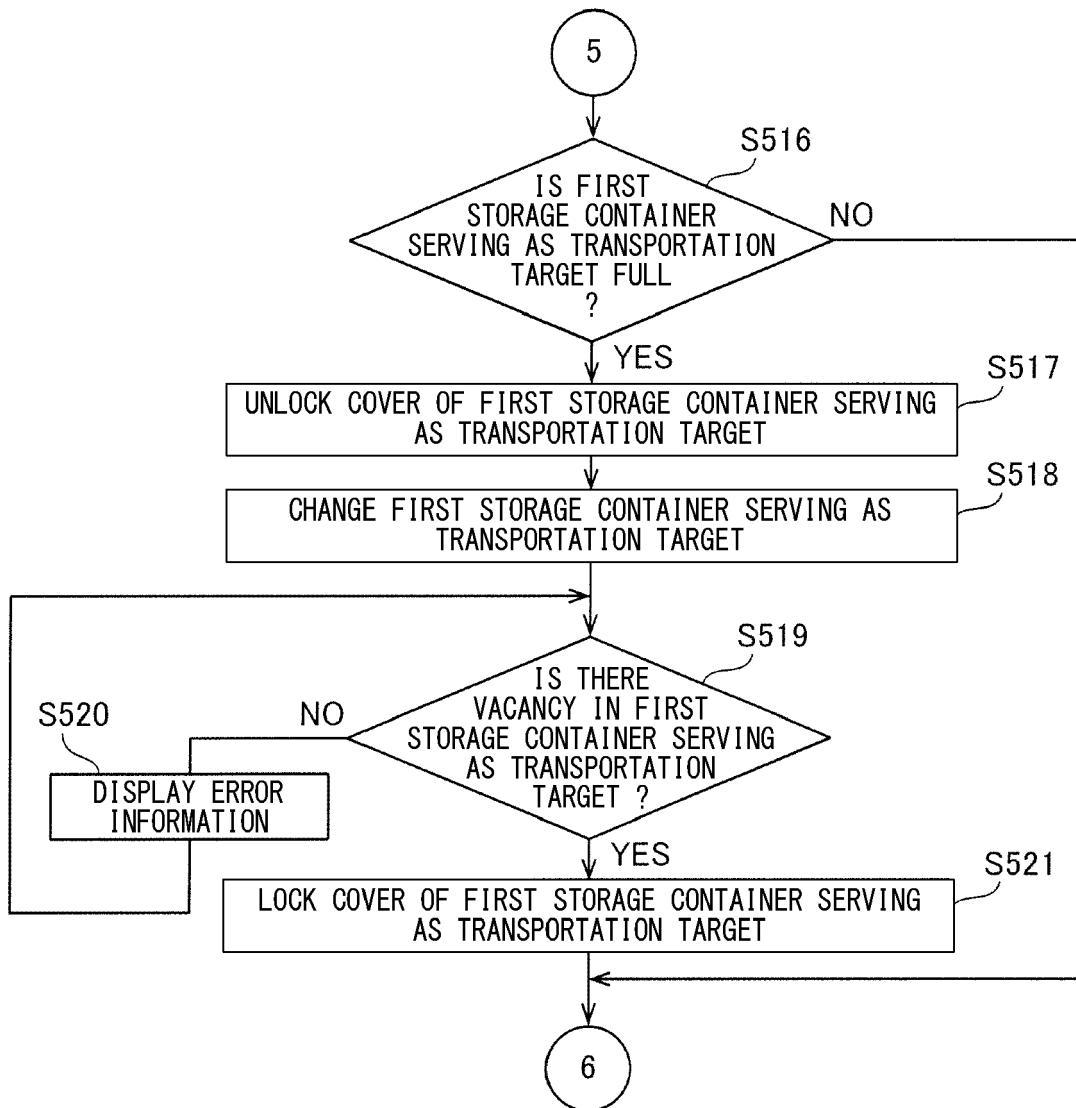 5
S516
IS FIRST
STORAGE CONTAINER
SERVING AS TRANSPORTATION
TARGET FULL
?
NO
YES
S517
UNLOCK COVER OF FIRST STORAGE CONTAINER SERVING
AS TRANSPORTATION TARGET
S518
CHANGE FIRST STORAGE CONTAINER SERVING AS
TRANSPORTATION TARGET
S519
IS THERE
VACANCY IN FIRST
STORAGE CONTAINER SERVING
AS TRANSPORTATION
TARGET ?
NO
S520
DISPLAY ERROR
INFORMATION
YES
S521
LOCK COVER OF FIRST STORAGE CONTAINER SERVING
AS TRANSPORTATION TARGET
6